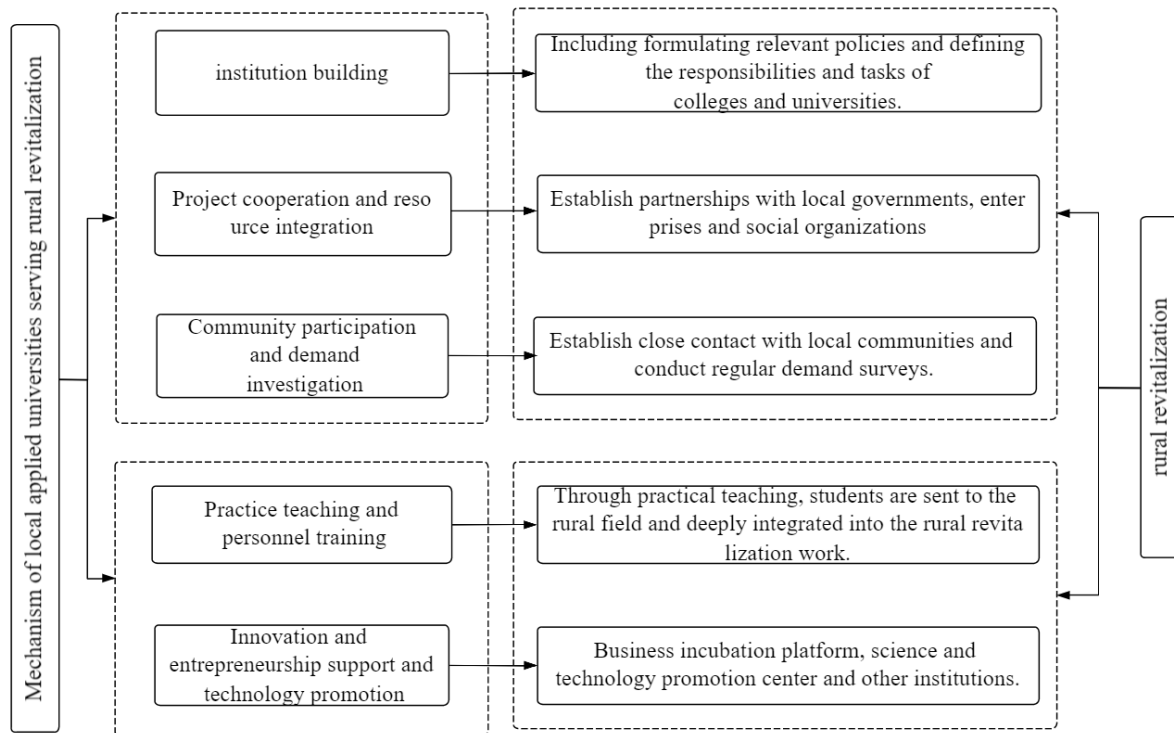 Mechanism of local applied universities serving rural revitalization
institution building
Including formulating relevant policies and defining
the responsibilities and tasks of
colleges and universities.
Project cooperation and reso
urce integration
Establish partnerships with local governments, enter
prises and social organizations
Community participation
and demand
investigation
Establish close contact with local communities and
conduct regular demand surveys.
Practice teaching and
personnel training
Through practical teaching, students are sent to the
rural field and deeply integrated into the rural revita
lization work.
Innovation and
entrepreneurship support and
technology promotion
Business incubation platform, science and
technology promotion center and other institutions.
rural revitalization